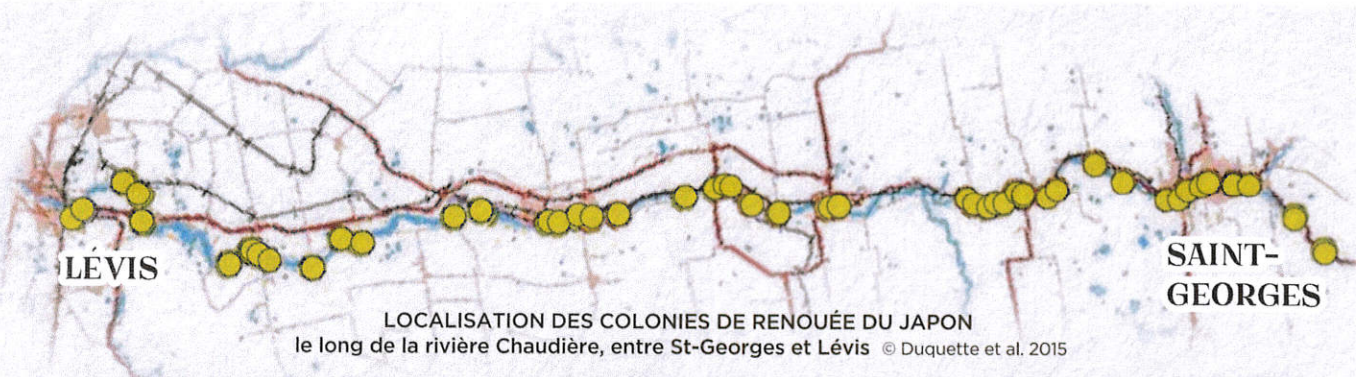 LÉVIS
SAINT-
GEORGES
LOCALISATION DES COLONIES DE RENOUÉE DU JAPON
le long de la rivière Chaudière, entre St-Georges et Lévis © Duquette et al. 2015